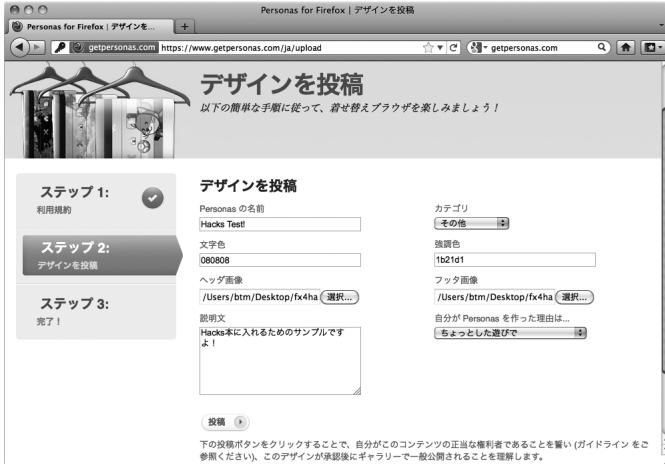 Personas for Firefox | デザインを投稿
Personas for Firefox | デザインを...
getpersonas.com https://www.getpersonas.com/ja/upload
getpersonas.com
デザインを投稿
以下の簡単な手順に従って、着せ替えブラウザを楽しみましょう！
ステップ 1:
利用規約
ステップ 2:
デザインを投稿
ステップ 3:
完了！
デザインを投稿
Personas の名前
Hacks Test!
カテゴリ
その他
文字色
080808
強調色
1b21d1
ヘッダ画像
/Users/btm/Desktop/fx4ha 選択...
フッタ画像
/Users/btm/Desktop/fx4ha 選択...
説明文
Hacks本に入れるためのサンプルです
よ！
自分が Personas を作った理由は...
ちょっとした遊びで
投稿
下の投稿ボタンをクリックすることで、自分がこのコンテンツの正当な権利者であることを誓い (ガイドライン をご
参照ください)、このデザインが承認後にギャラリーで一般公開されることを理解します。